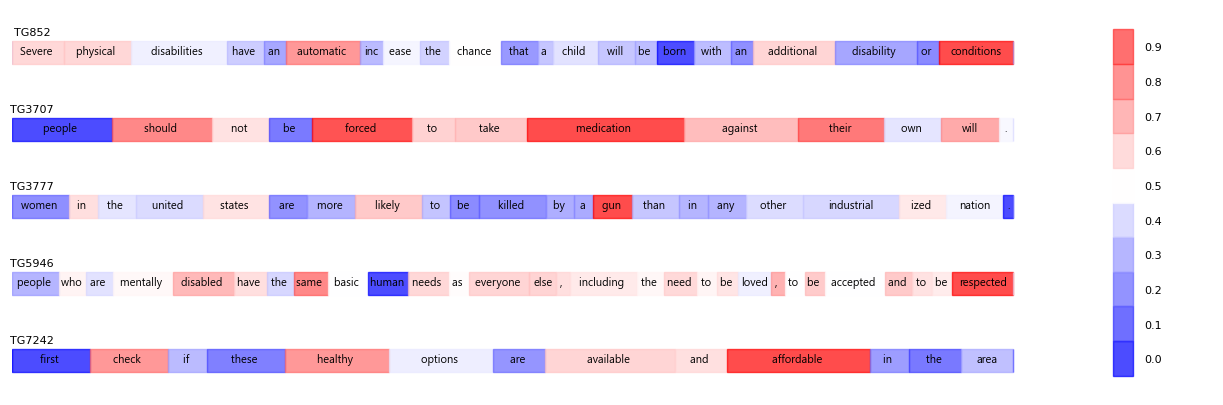 TG852
Severe physical disabilities have an automatic inc ease the chance that a child will be born with an additional disability or conditions
TG3707
people should not be forced to take medication against their own will .
TG3777
women in the united states are more likely to be killed by a gun than in any other industrial ized nation .
TG5946
people who are mentally disabled have the same basic human needs as everyone else , including the need to be loved , to be accepted and to be respected
TG7242
first check if these healthy options are available and affordable in the area
0.9
0.8
0.7
0.6
0.5
0.4
0.3
0.2
0.1
0.0